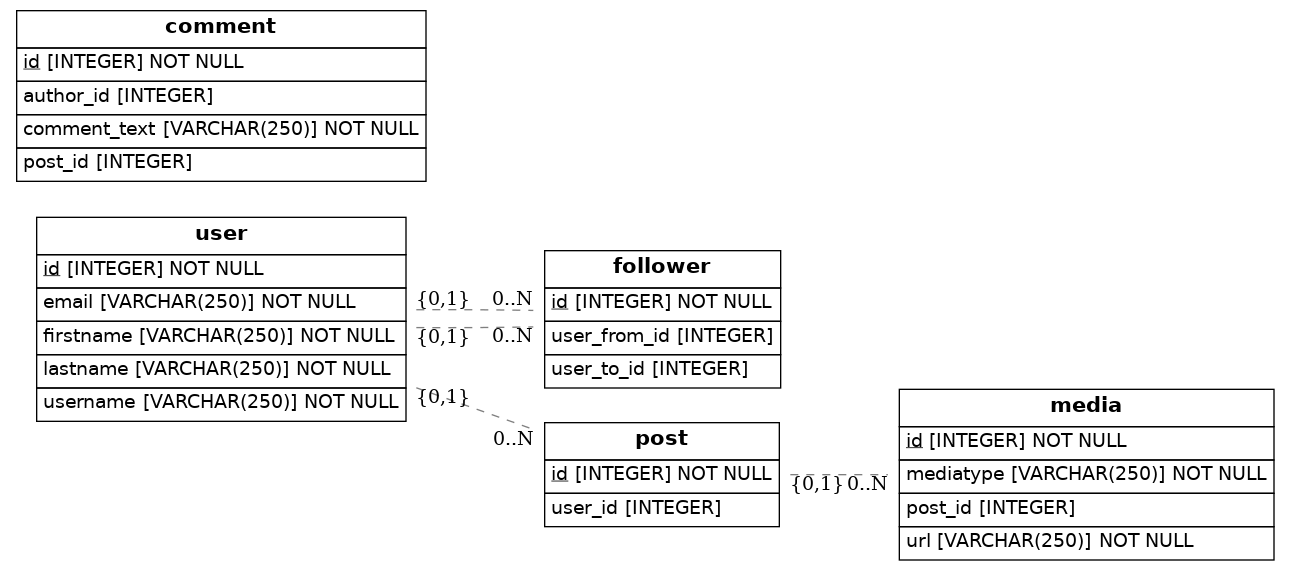 comment
id [INTEGER] NOT NULL
author_id [INTEGER]
comment_text [VARCHAR(250)] NOT NULL
post_id [INTEGER]
user
id [INTEGER] NOT NULL
email [VARCHAR(250)] NOT NULL
firstname [VARCHAR(250)] NOT NULL
lastname [VARCHAR(250)] NOT NULL
username [VARCHAR(250)] NOT NULL
{0,1} 0..N
{0,1} 0..N
{0,1}
0..N
follower
id [INTEGER] NOT NULL
user_from_id [INTEGER]
user_to_id [INTEGER]
post
id [INTEGER] NOT NULL
user_id [INTEGER]
{0,1} 0..N
media
id [INTEGER] NOT NULL
mediatype [VARCHAR(250)] NOT NULL
post_id [INTEGER]
url [VARCHAR(250)] NOT NULL